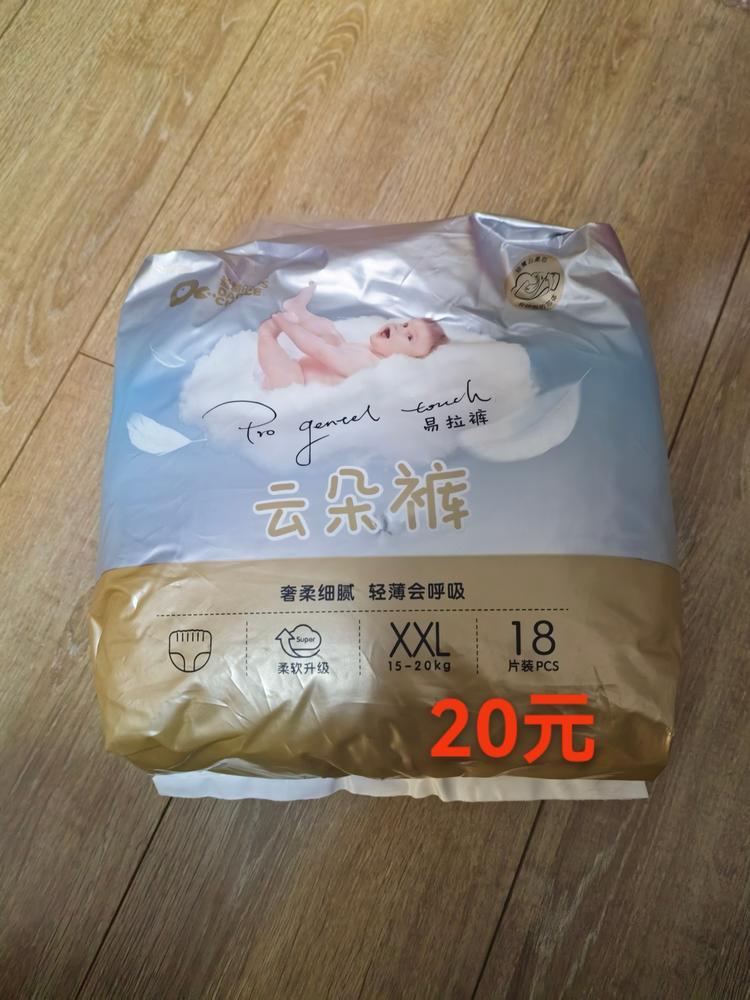 Pro gentel touch
易拉裤
云朵裤
奢柔细腻 轻薄会呼吸
Super
柔软升级
XXL
15-20kg
18
片装PCS
20元